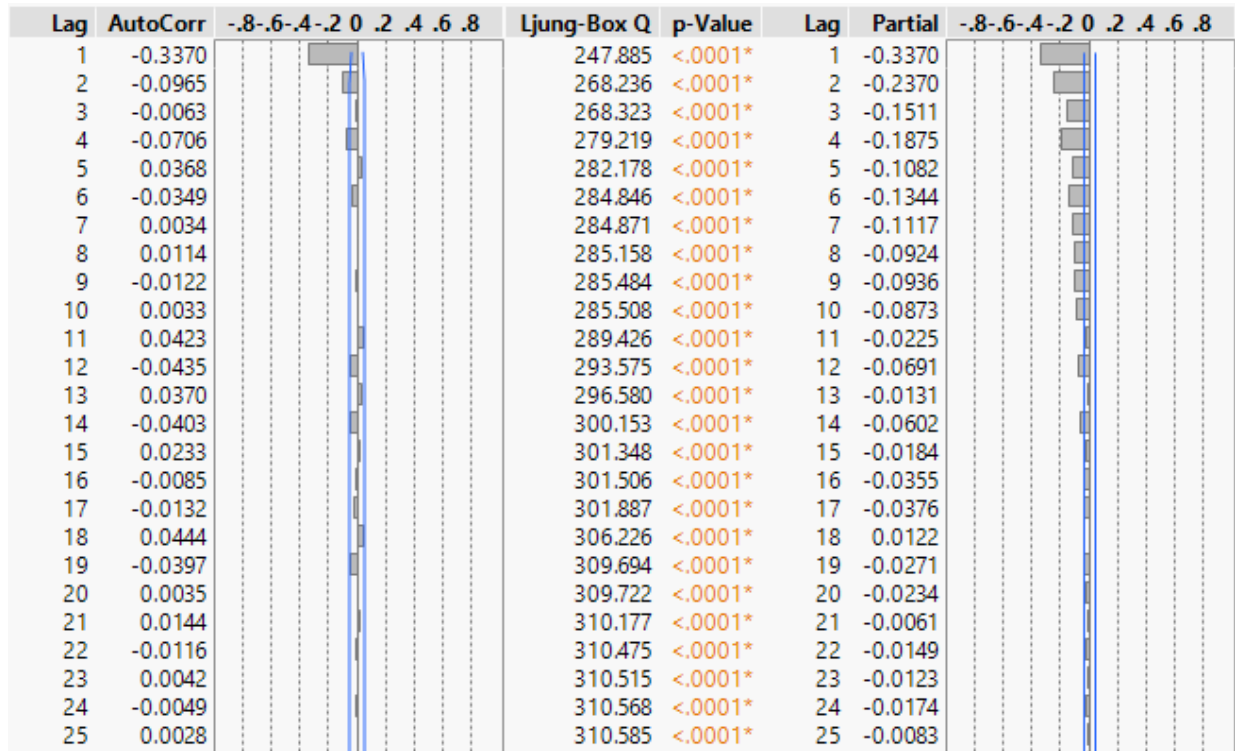 Lag AutoCorr -.8-.6-.4-.2 0 .2 .4 .6 .8 Ljung-Box Q p-Value Lag Partial -.8-.6-.4-.2 0 .2 .4 .6 .8
1 -0.3370 247.885 <.0001* 1 -0.3370
2 -0.0965 268.236 <.0001* 2 -0.2370
3 -0.0063 268.323 <.0001* 3 -0.1511
4 -0.0706 279.219 <.0001* 4 -0.1875
5 0.0368 282.178 <.0001* 5 -0.1082
6 -0.0349 284.846 <.0001* 6 -0.1344
7 0.0034 284.871 <.0001* 7 -0.1117
8 0.0114 285.158 <.0001* 8 -0.0924
9 -0.0122 285.484 <.0001* 9 -0.0936
10 0.0033 285.508 <.0001* 10 -0.0873
11 0.0423 289.426 <.0001* 11 -0.0225
12 -0.0435 293.575 <.0001* 12 -0.0691
13 0.0370 296.580 <.0001* 13 -0.0131
14 -0.0403 300.153 <.0001* 14 -0.0602
15 0.0233 301.348 <.0001* 15 -0.0184
16 -0.0085 301.506 <.0001* 16 -0.0355
17 -0.0132 301.887 <.0001* 17 -0.0376
18 0.0444 306.226 <.0001* 18 0.0122
19 -0.0397 309.694 <.0001* 19 -0.0271
20 0.0035 309.722 <.0001* 20 -0.0234
21 0.0144 310.177 <.0001* 21 -0.0061
22 -0.0116 310.475 <.0001* 22 -0.0149
23 0.0042 310.515 <.0001* 23 -0.0123
24 -0.0049 310.568 <.0001* 24 -0.0174
25 0.0028 310.585 <.0001* 25 -0.0083